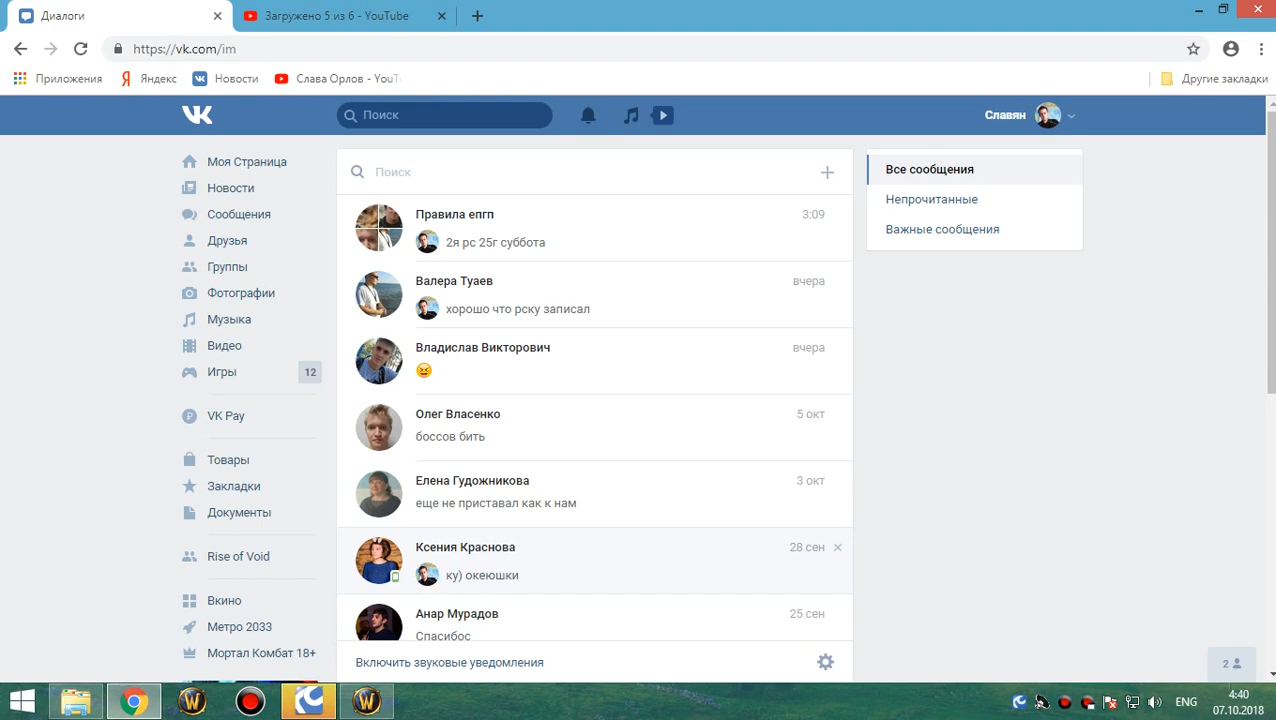 Диалоги
Загружено 5 из 6 - YouTube
https://vk.com/im
Приложения
Яндекс
Новости
Слава Орлов - YouT
Другие закладки
Поиск
Славян
Моя Страница
Новости
Сообщения
Друзья
Группы
Фотографии
Музыка
Видео
Игры
12
VK Pay
Товары
Закладки
Документы
Rise of Void
Вкино
Метро 2033
Мортал Комбат 18+
Поиск
Правила епгп
3:09
2я рс 25г суббота
Валера Туаев
вчера
хорошо что рску записал
Владислав Викторович
вчера
Олег Власенко
5 окт
боссов бить
Елена Гудожникова
3 окт
еще не приставал как к нам
Ксения Краснова
28 сен
ку) океюшки
Анар Мурадов
25 сен
Спасибос
Включить звуковые уведомления
Все сообщения
Непрочитанные
Важные сообщения
2
ENG
4:40
07.10.2018